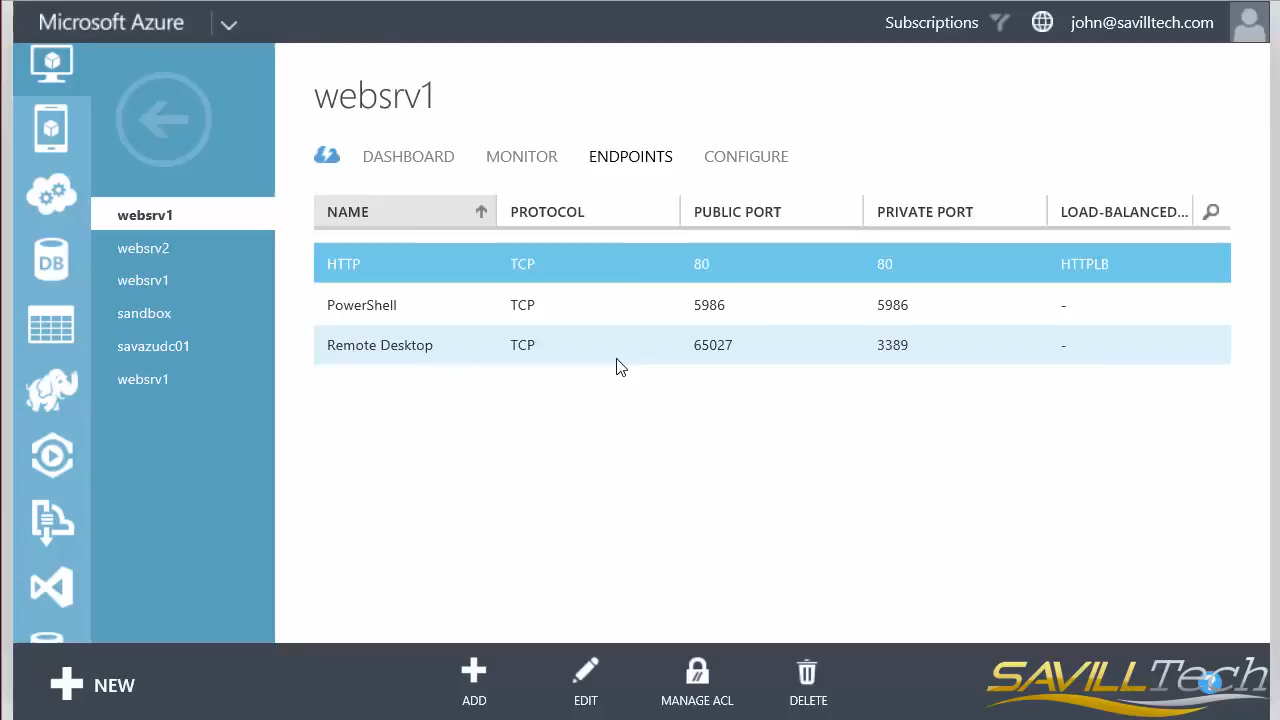 Microsoft Azure
Subscriptions
john@savilltech.com
websrv1
DASHBOARD MONITOR ENDPOINTS CONFIGURE
websrv1
websrv2
websrv1
sandbox
savazudc01
websrv1
DB
NAME PROTOCOL PUBLIC PORT PRIVATE PORT LOAD-BALANCED...
HTTP TCP 80 80 HTTPLB
PowerShell TCP 5986 5986 -
Remote Desktop TCP 65027 3389 -
NEW
ADD
EDIT
MANAGE ACL
DELETE
SAVILLTech
?